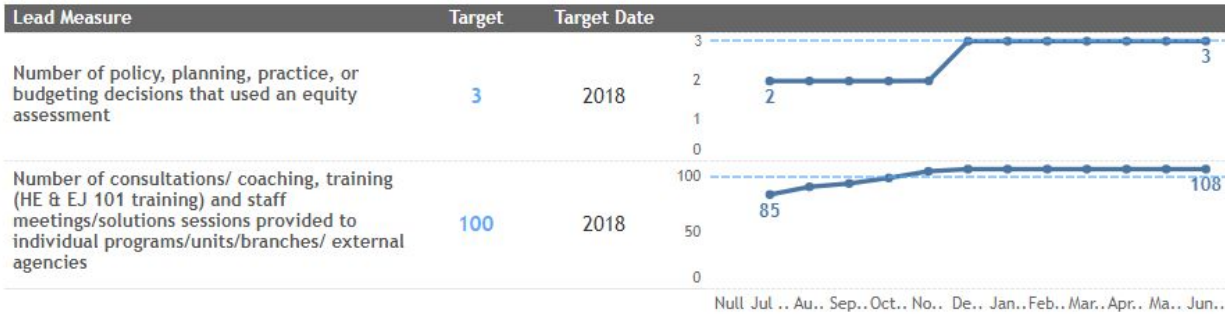 Lead Measure Target Target Date
Number of policy, planning, practice, or
budgeting decisions that used an equity
assessment
3 2018
3
2
1
0
2
3
Number of consultations/ coaching, training
(HE & EJ 101 training) and staff
meetings/solutions sessions provided to
individual programs/units/branches/ external
agencies
100 2018
100
50
0
85
108
Null Jul .. Au.. Sep.. Oct.. No.. De.. Jan.. Feb.. Mar.. Apr.. Ma.. Jun..